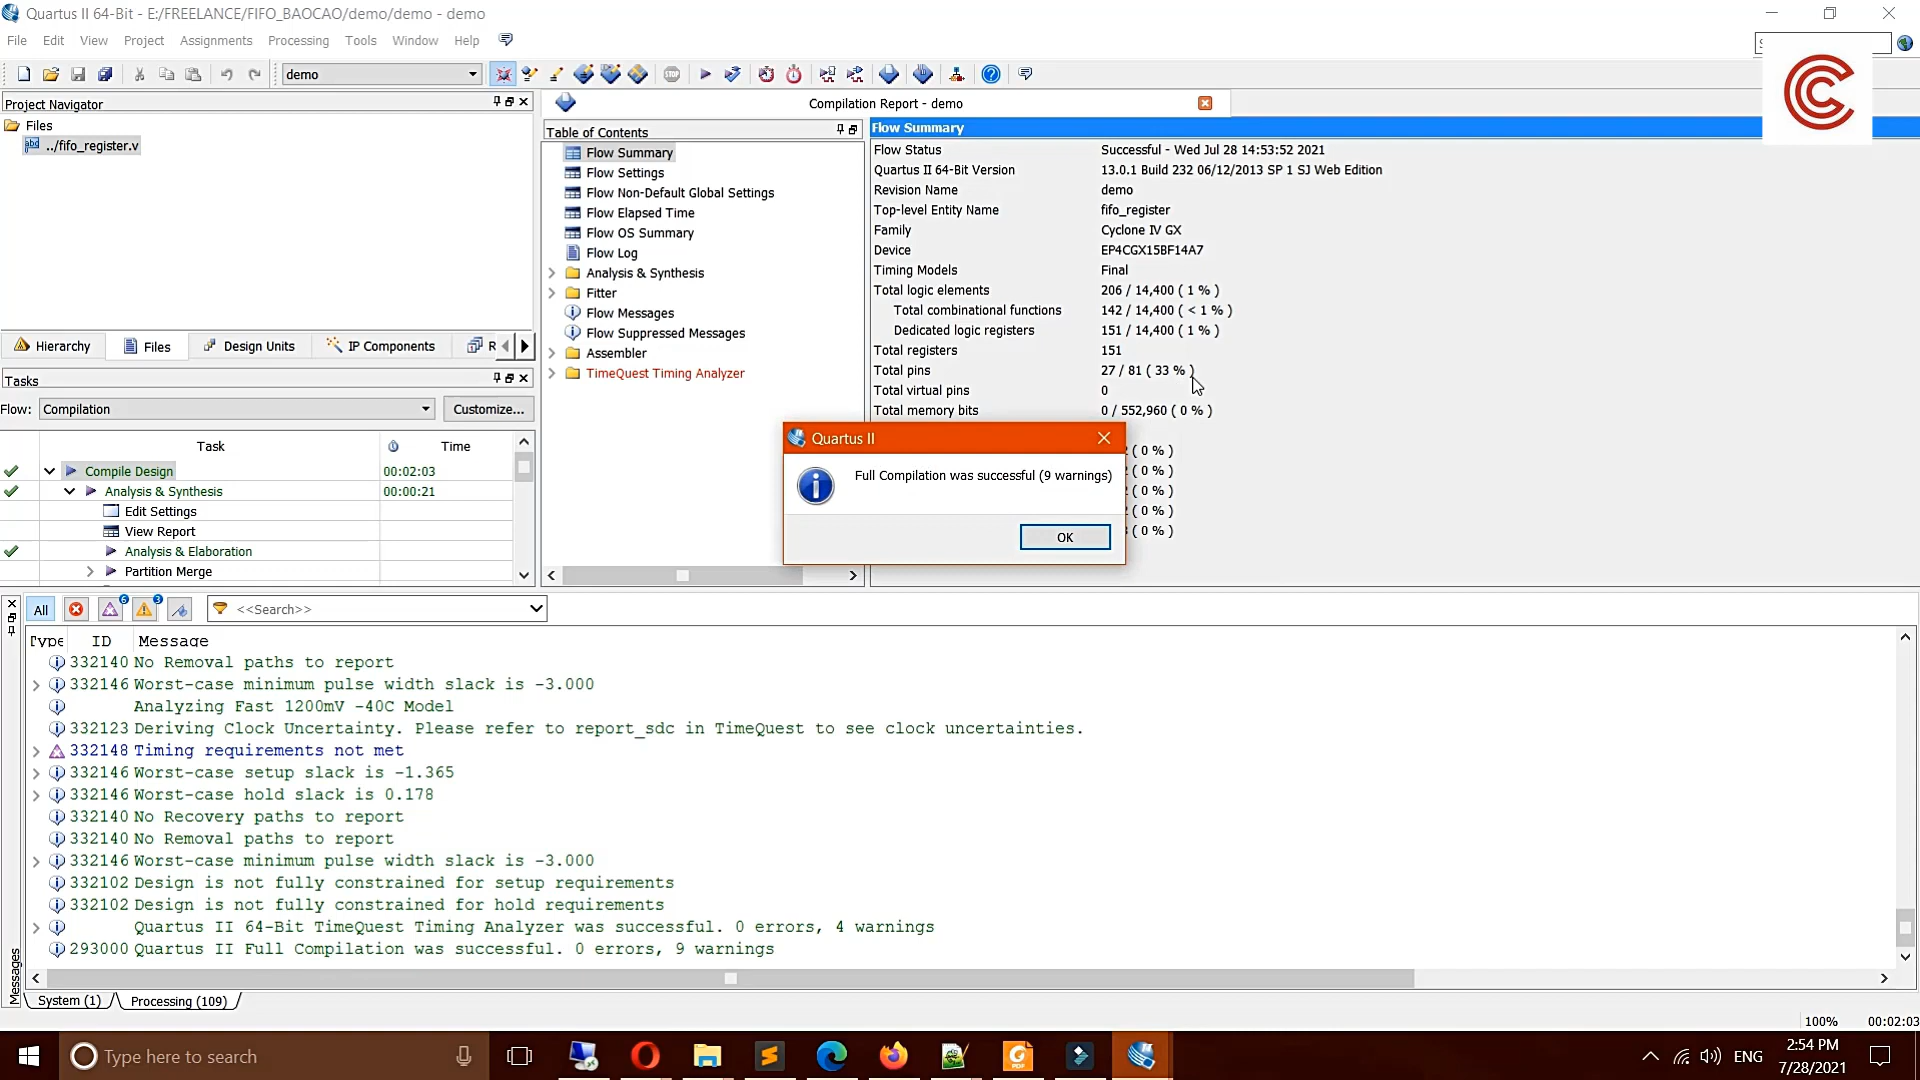 Quartus II 64-Bit - E:/FREELANCE/FIFO_BAOCAO/demo/demo - demo
File Edit View Project Assignments Processing Tools Window Help
demo
Project Navigator
Files
../fifo_register.v
Hierarchy Files Design Units IP Components R
Tasks
Flow: Compilation Customize...
Task Time
Compile Design 00:02:03
Analysis & Synthesis 00:00:21
Edit Settings
View Report
Analysis & Elaboration
Partition Merge
Compilation Report - demo
Table of Contents
Flow Summary
Flow Settings
Flow Non-Default Global Settings
Flow Elapsed Time
Flow OS Summary
Flow Log
Analysis & Synthesis
Fitter
Flow Messages
Flow Suppressed Messages
Assembler
TimeQuest Timing Analyzer
Flow Summary
Flow Status Successful - Wed Jul 28 14:53:52 2021
Quartus II 64-Bit Version 13.0.1 Build 232 06/12/2013 SP 1 SJ Web Edition
Revision Name demo
Top-level Entity Name fifo_register
Family Cyclone IV GX
Device EP4CGX15BF14A7
Timing Models Final
Total logic elements 206 / 14,400 ( 1 % )
Total combinational functions 142 / 14,400 ( < 1 % )
Dedicated logic registers 151 / 14,400 ( 1 % )
Total registers 151
Total pins 27 / 81 ( 33 % )
Total virtual pins 0
Total memory bits 0 / 552,960 ( 0 % )
( 0 % )
( 0 % )
( 0 % )
( 0 % )
( 0 % )
Quartus II
Full Compilation was successful (9 warnings)
OK
All 6 3 <<Search>>
Type ID Message
332140 No Removal paths to report
332146 Worst-case minimum pulse width slack is -3.000
Analyzing Fast 1200mV -40C Model
332123 Deriving Clock Uncertainty. Please refer to report_sdc in TimeQuest to see clock uncertainties.
332148 Timing requirements not met
332146 Worst-case setup slack is -1.365
332146 Worst-case hold slack is 0.178
332140 No Recovery paths to report
332140 No Removal paths to report
332146 Worst-case minimum pulse width slack is -3.000
332102 Design is not fully constrained for setup requirements
332102 Design is not fully constrained for hold requirements
Quartus II 64-Bit TimeQuest Timing Analyzer was successful. 0 errors, 4 warnings
293000 Quartus II Full Compilation was successful. 0 errors, 9 warnings
Messages
System (1) Processing (109)
100% 00:02:03
Type here to search
ENG
2:54 PM
7/28/2021